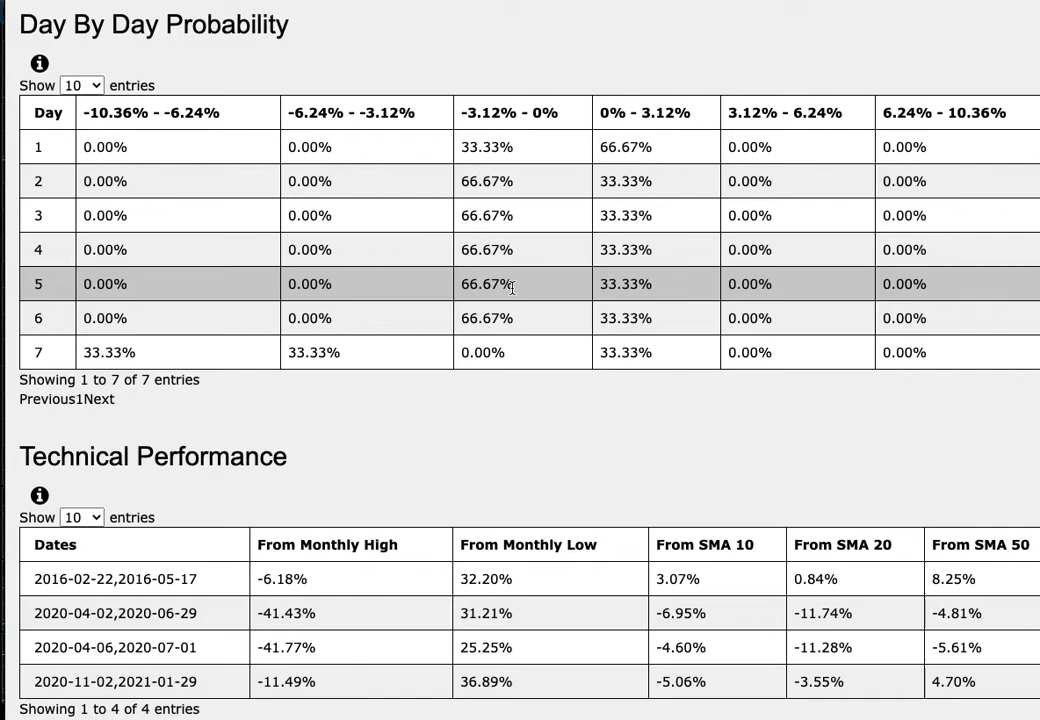 Day By Day Probability
Show 10 entries
Day -10.36% - -6.24% -6.24% - -3.12% -3.12% - 0% 0% - 3.12% 3.12% - 6.24% 6.24% - 10.36%
1 0.00% 0.00% 33.33% 66.67% 0.00% 0.00%
2 0.00% 0.00% 66.67% 33.33% 0.00% 0.00%
3 0.00% 0.00% 66.67% 33.33% 0.00% 0.00%
4 0.00% 0.00% 66.67% 33.33% 0.00% 0.00%
5 0.00% 0.00% 66.67% 33.33% 0.00% 0.00%
6 0.00% 0.00% 66.67% 33.33% 0.00% 0.00%
7 33.33% 33.33% 0.00% 33.33% 0.00% 0.00%
Showing 1 to 7 of 7 entries
Previous1Next
Technical Performance
Show 10 entries
Dates From Monthly High From Monthly Low From SMA 10 From SMA 20 From SMA 50
2016-02-22,2016-05-17 -6.18% 32.20% 3.07% 0.84% 8.25%
2020-04-02,2020-06-29 -41.43% 31.21% -6.95% -11.74% -4.81%
2020-04-06,2020-07-01 -41.77% 25.25% -4.60% -11.28% -5.61%
2020-11-02,2021-01-29 -11.49% 36.89% -5.06% -3.55% 4.70%
Showing 1 to 4 of 4 entries